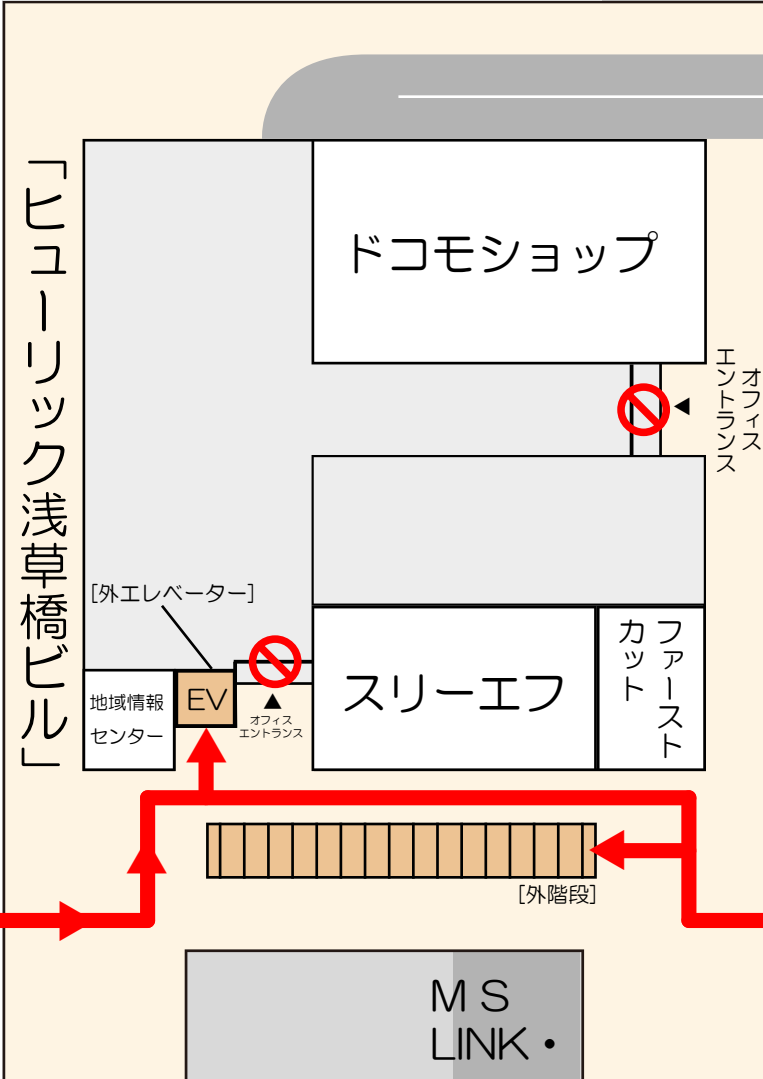 「ヒューリック浅草橋ビル」
ドコモショップ
オフィス
エントランス
[外エレベーター]
地域情報
センター
EV
オフィス
エントランス
スリーエフ
ファースト
カット
[外階段]
MS
LINK・